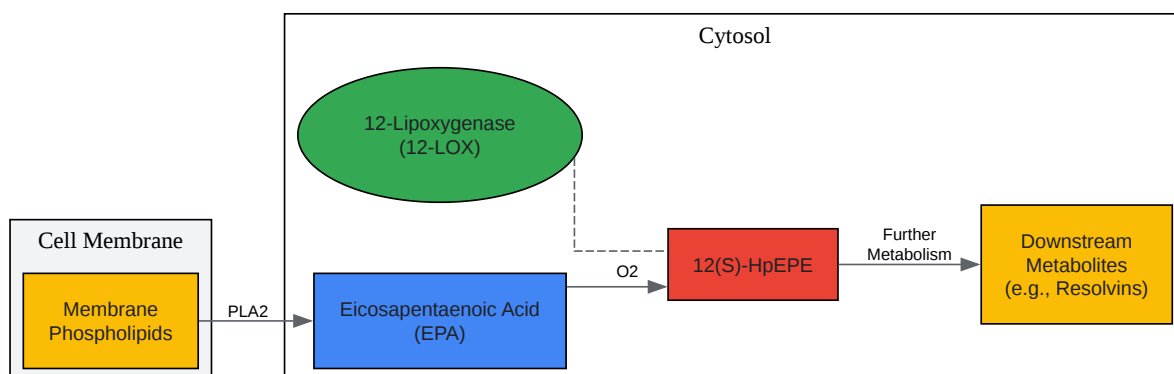 Cytosol
12-Lipoxygenase
(12-LOX)
Cell Membrane
Membrane
Phospholipids
PLA2
Eicosapentaenoic Acid
(EPA)
O2
12(S)-HpEPE
Further
Metabolism
Downstream
Metabolites
(e.g., Resolvins)